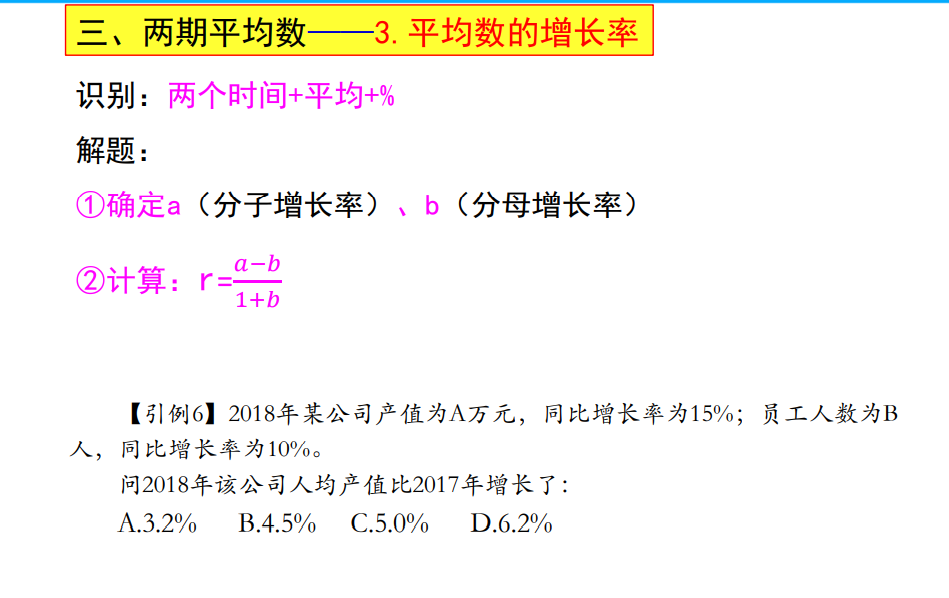 三、两期平均数——3.平均数的增长率
识别：两个时间+平均+%
解题：
①确定a（分子增长率）、b（分母增长率）
②计算：r=\frac{a-b}{1+b}
【引例6】2018年某公司产值为A万元，同比增长率为15%；员工人数为B
人，同比增长率为10%。
问2018年该公司人均产值比2017年增长了：
A.3.2% B.4.5% C.5.0% D.6.2%